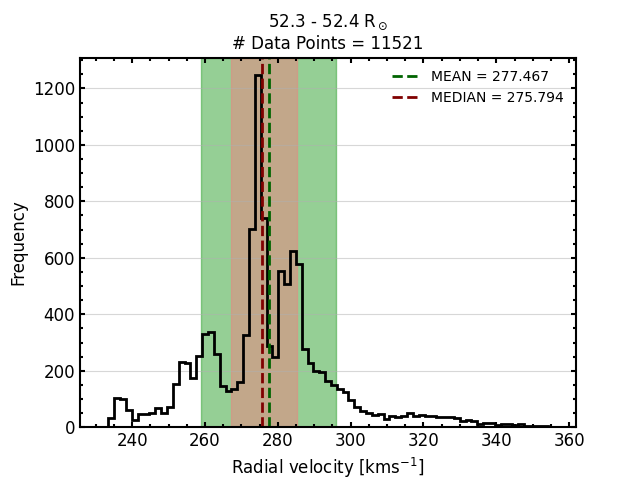 52.3 - 52.4 R⊙
# Data Points = 11521
MEAN = 277.467
MEDIAN = 275.794
Frequency
1200
1000
800
600
400
200
0
240 260 280 300 320 340 360
Radial velocity [kms⁻¹]